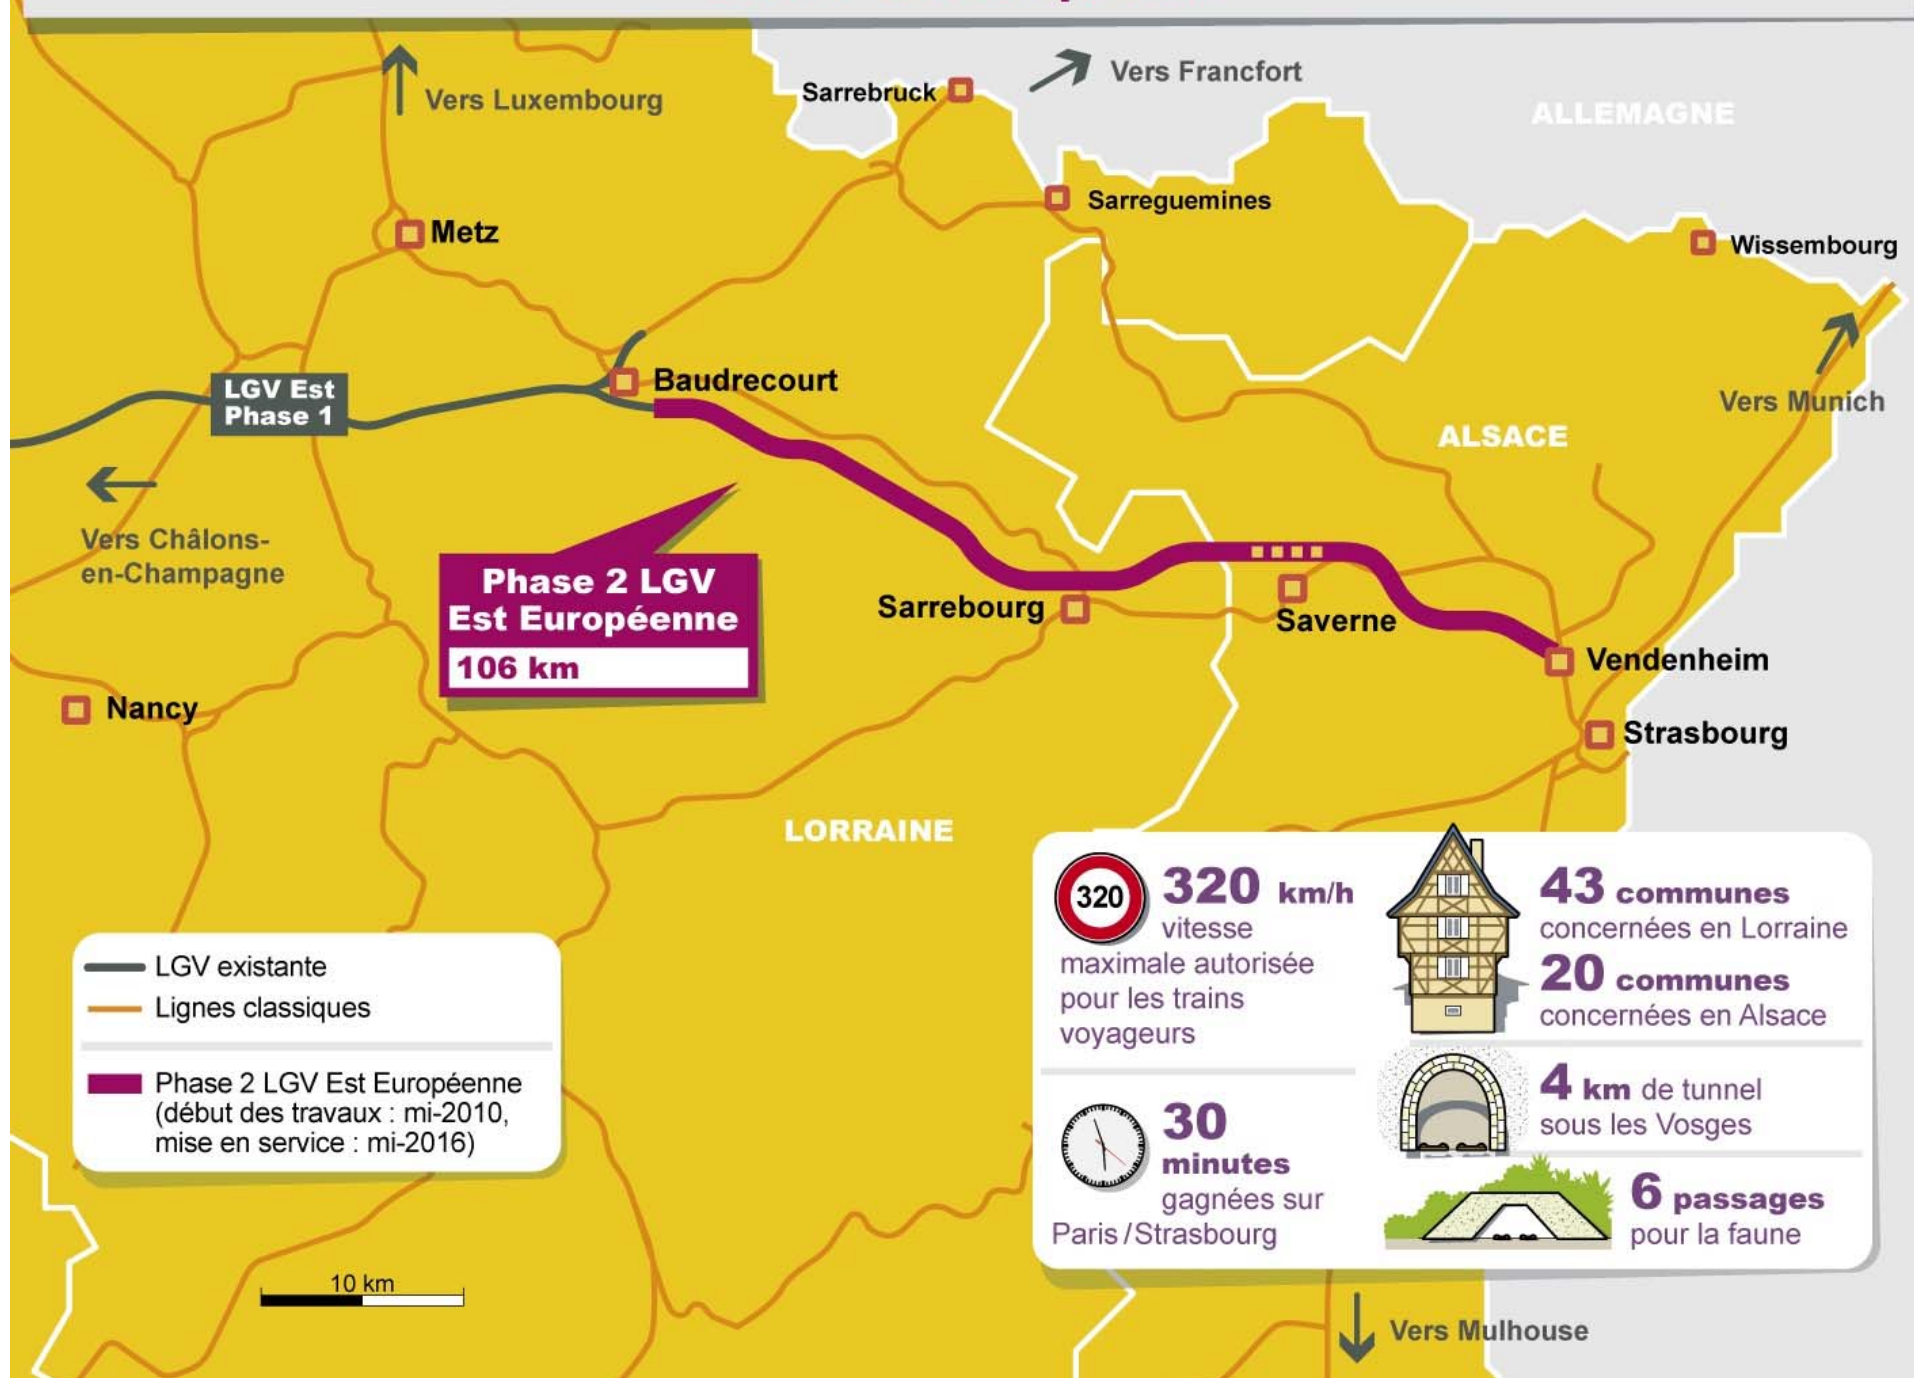 Vers Luxembourg
Sarrebruck
Vers Francfort
ALLEMAGNE
Sarreguemines
Metz
Wissembourg
LGV Est
Phase 1
Baudrecourt
Vers Munich
ALSACE
Vers Châlons-
en-Champagne
Phase 2 LGV
Est Européenne
106 km
Sarrebourg
Saverne
Vendenheim
Nancy
Strasbourg
LORRAINE
LGV existante
Lignes classiques
Phase 2 LGV Est Européenne
(début des travaux : mi-2010,
mise en service : mi-2016)
10 km
320
320 km/h
vitesse
maximale autorisée
pour les trains
voyageurs
30
minutes
gagnées sur
Paris / Strasbourg
43 communes
concernées en Lorraine
20 communes
concernées en Alsace
4 km de tunnel
sous les Vosges
6 passages
pour la faune
Vers Mulhouse